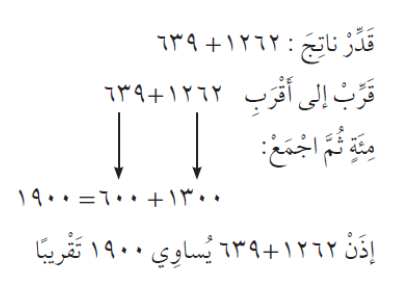 قَدِّرْ ناتِجَ : ١٢٦٢ + ٦٣٩
قَرِّبْ إلى أَقْرَبِ ١٢٦٢+٦٣٩
مِئَةٍ ثُمَّ اجْمَعْ:
١٣٠٠ + ٦٠٠ = ١٩٠٠
إذَنْ ١٢٦٢+٦٣٩ يُساوِي ١٩٠٠ تَقْريبًا